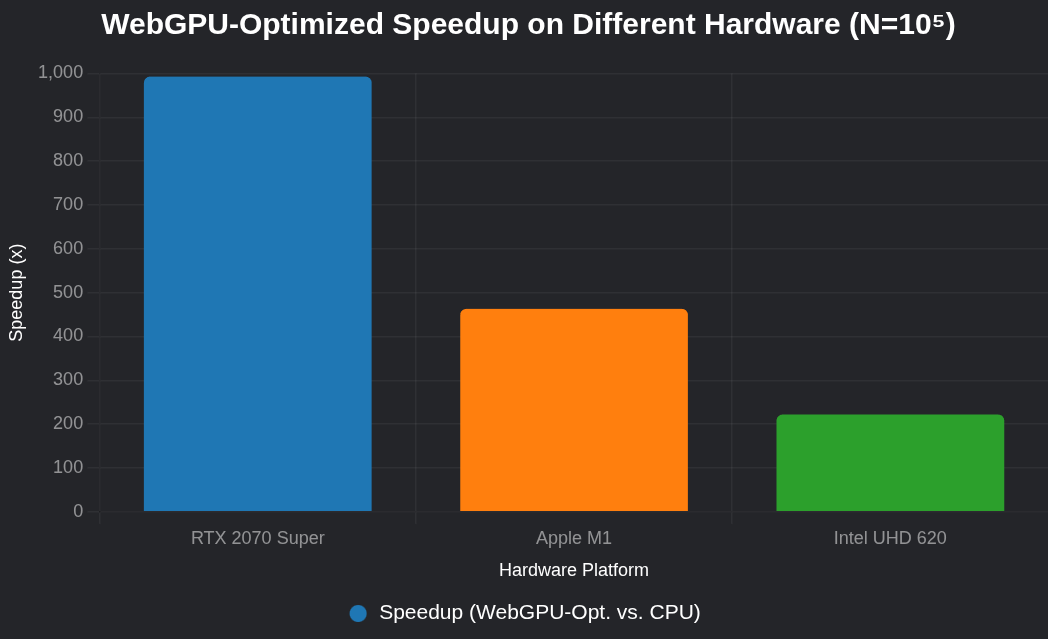 WebGPU-Optimized Speedup on Different Hardware (N=10⁵)
1,000
900
800
700
600
500
400
300
200
100
0
Speedup (x)
RTX 2070 Super
Apple M1
Intel UHD 620
Hardware Platform
Speedup (WebGPU-Opt. vs. CPU)